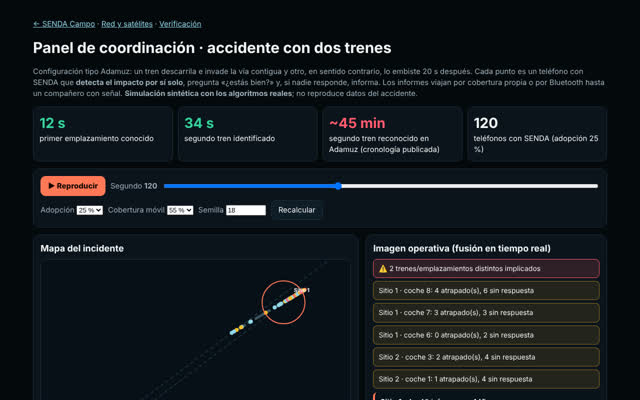 ← SENDA Campo · Red y satélites · Verificación
Panel de coordinación · accidente con dos trenes
Configuración tipo Adamuz: un tren descarrila e invade la vía contigua y otro, en sentido contrario, lo embiste 20 s después. Cada punto es un teléfono con
SENDA que detecta el impacto por sí solo, pregunta «¿estás bien?» y, si nadie responde, informa. Los informes viajan por cobertura propia o por Bluetooth hasta
un compañero con señal. Simulación sintética con los algoritmos reales; no reproduce datos del accidente.
12 s
primer emplazamiento conocido
34 s
segundo tren identificado
~45 min
segundo tren reconocido en
Adamuz (cronología publicada)
120
teléfonos con SENDA (adopción 25
%)
▶ Reproducir
Segundo 120
Adopción 25 % Cobertura móvil 55 % Semilla 18 Recalcular
Mapa del incidente
Imagen operativa (fusión en tiempo real)
⚠️ 2 trenes/emplazamientos distintos implicados
Sitio 1 · coche 8: 4 atrapado(s), 6 sin respuesta
Sitio 1 · coche 7: 3 atrapado(s), 3 sin respuesta
Sitio 1 · coche 6: 0 atrapado(s), 2 sin respuesta
Sitio 2 · coche 3: 2 atrapado(s), 4 sin respuesta
Sitio 2 · coche 1: 1 atrapado(s), 4 sin respuesta